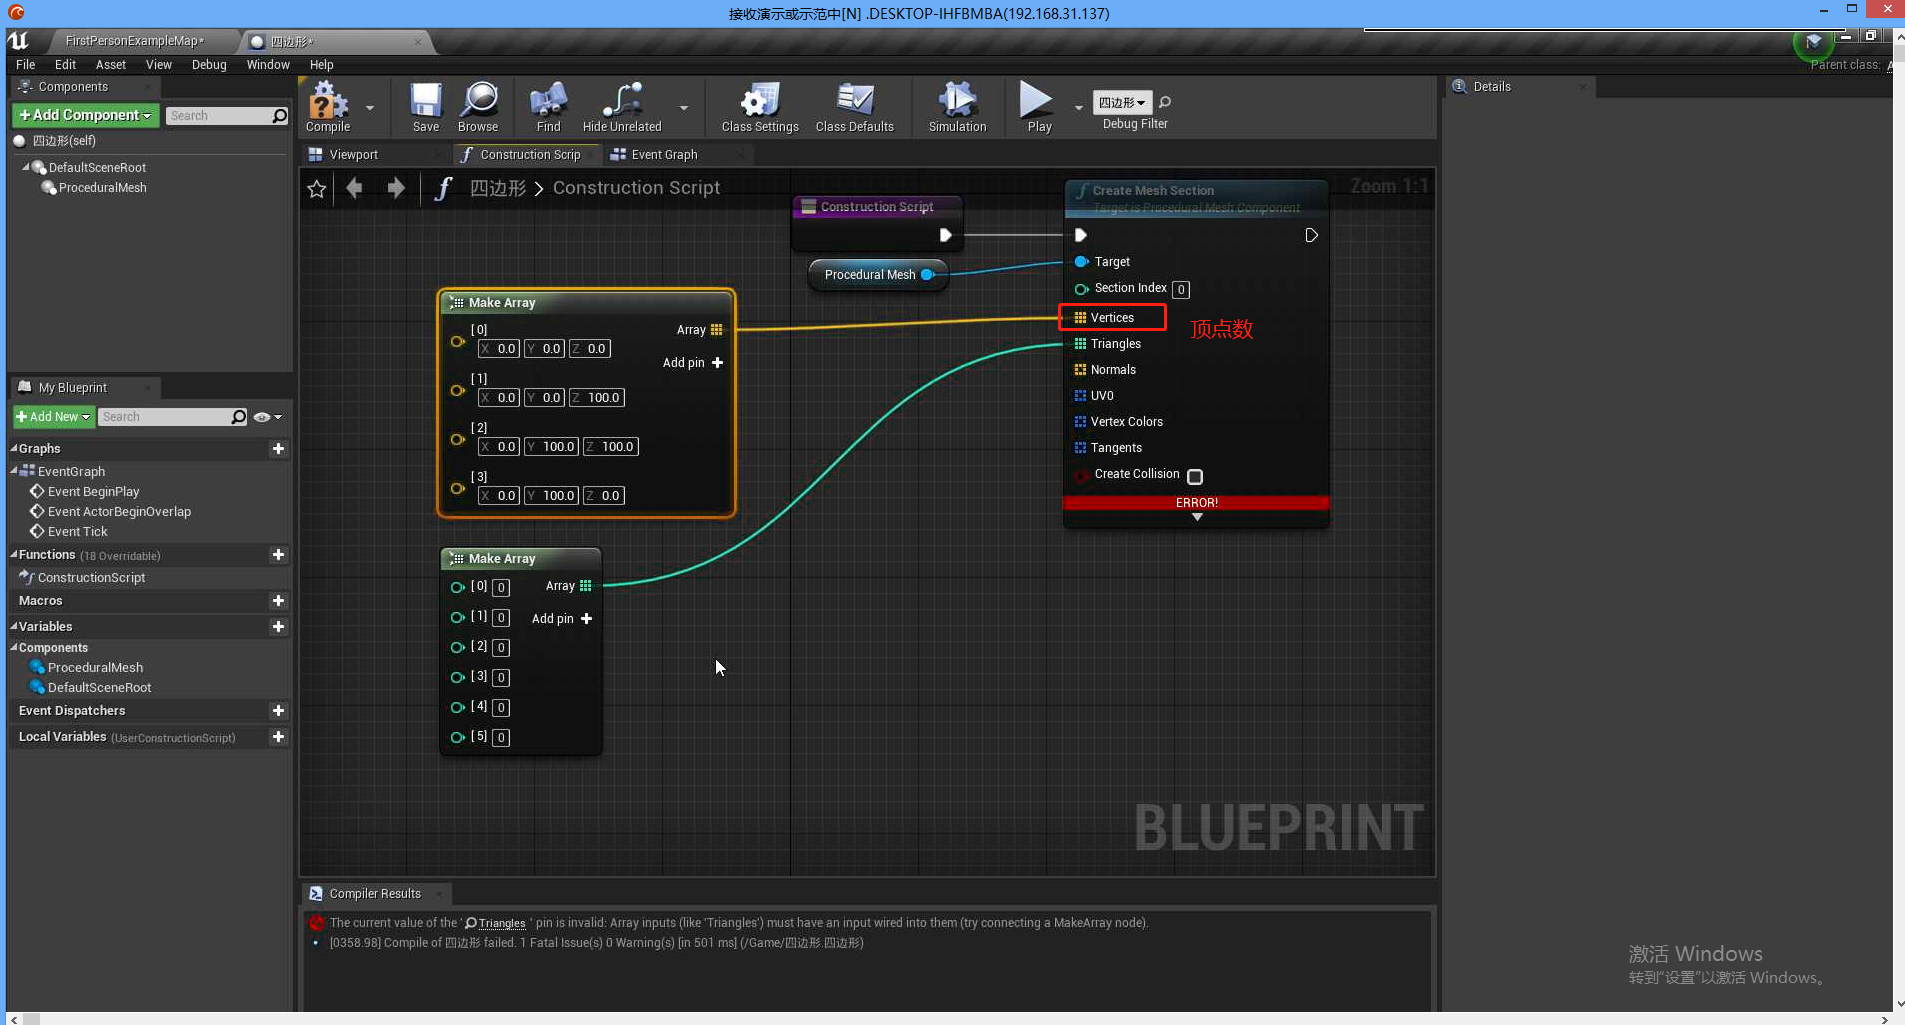 接收演示或示范中[N] .DESKTOP-IHFBMBA(192.168.31.137)
FirstPersonExampleMap*
四边形*
File Edit Asset View Debug Window Help
Parent class: A
Components
+Add Component
Search
四边形(self)
DefaultSceneRoot
ProceduralMesh
Compile
Save
Browse
Find
Hide Unrelated
Class Settings
Class Defaults
Simulation
Play
四边形
Debug Filter
Details
Viewport
Construction Scrip
Event Graph
四边形 > Construction Script
Zoom 1:1
Construction Script
Procedural Mesh
Create Mesh Section
Target is Procedural Mesh Component
Target
Section Index 0
Vertices
顶点数
Triangles
Normals
UV0
Vertex Colors
Tangents
Create Collision
ERROR!
Make Array
[0]
X 0.0 Y 0.0 Z 0.0
Array
Add pin +
[1]
X 0.0 Y 0.0 Z 100.0
[2]
X 0.0 Y 100.0 Z 100.0
[3]
X 0.0 Y 100.0 Z 0.0
Make Array
[0] 0 Array
[1] 0 Add pin +
[2] 0
[3] 0
[4] 0
[5] 0
BLUEPRINT
My Blueprint
+Add New
Search
Graphs
EventGraph
Event BeginPlay
Event ActorBeginOverlap
Event Tick
Functions (18 Overridable)
ConstructionScript
Macros
Variables
Components
ProceduralMesh
DefaultSceneRoot
Event Dispatchers
Local Variables (UserConstructionScript)
Compiler Results
The current value of the ' Triangles ' pin is invalid: Array inputs (like 'Triangles') must have an input wired into them (try connecting a MakeArray node).
[0358.98] Compile of 四边形 failed. 1 Fatal Issue(s) 0 Warning(s) [in 501 ms] (/Game/四边形.四边形)
激活 Windows
转到"设置"以激活 Windows。